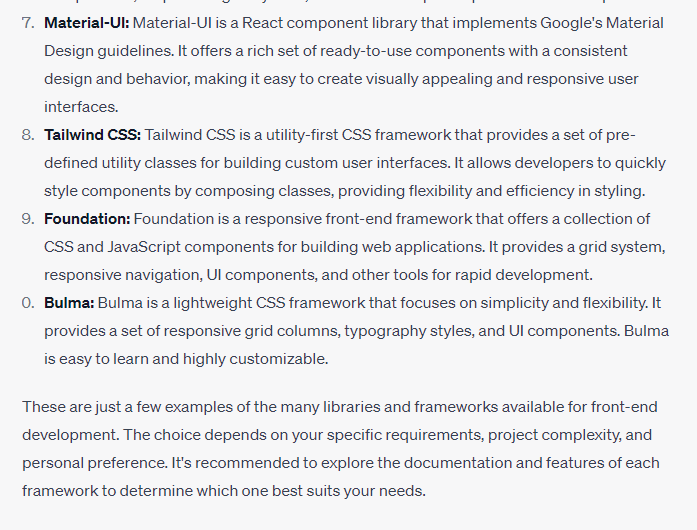 7. Material-UI: Material-UI is a React component library that implements Google's Material
Design guidelines. It offers a rich set of ready-to-use components with a consistent
design and behavior, making it easy to create visually appealing and responsive user
interfaces.
8. Tailwind CSS: Tailwind CSS is a utility-first CSS framework that provides a set of pre-
defined utility classes for building custom user interfaces. It allows developers to quickly
style components by composing classes, providing flexibility and efficiency in styling.
9. Foundation: Foundation is a responsive front-end framework that offers a collection of
CSS and JavaScript components for building web applications. It provides a grid system,
responsive navigation, UI components, and other tools for rapid development.
0. Bulma: Bulma is a lightweight CSS framework that focuses on simplicity and flexibility. It
provides a set of responsive grid columns, typography styles, and UI components. Bulma
is easy to learn and highly customizable.
These are just a few examples of the many libraries and frameworks available for front-end
development. The choice depends on your specific requirements, project complexity, and
personal preference. It's recommended to explore the documentation and features of each
framework to determine which one best suits your needs.